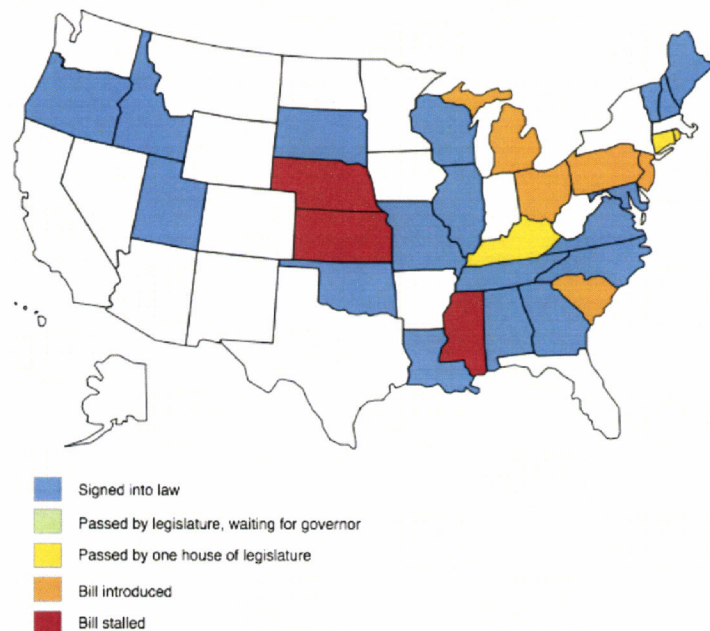 Signed into law
Passed by legislature, waiting for governor
Passed by one house of legislature
Bill introduced
Bill stalled